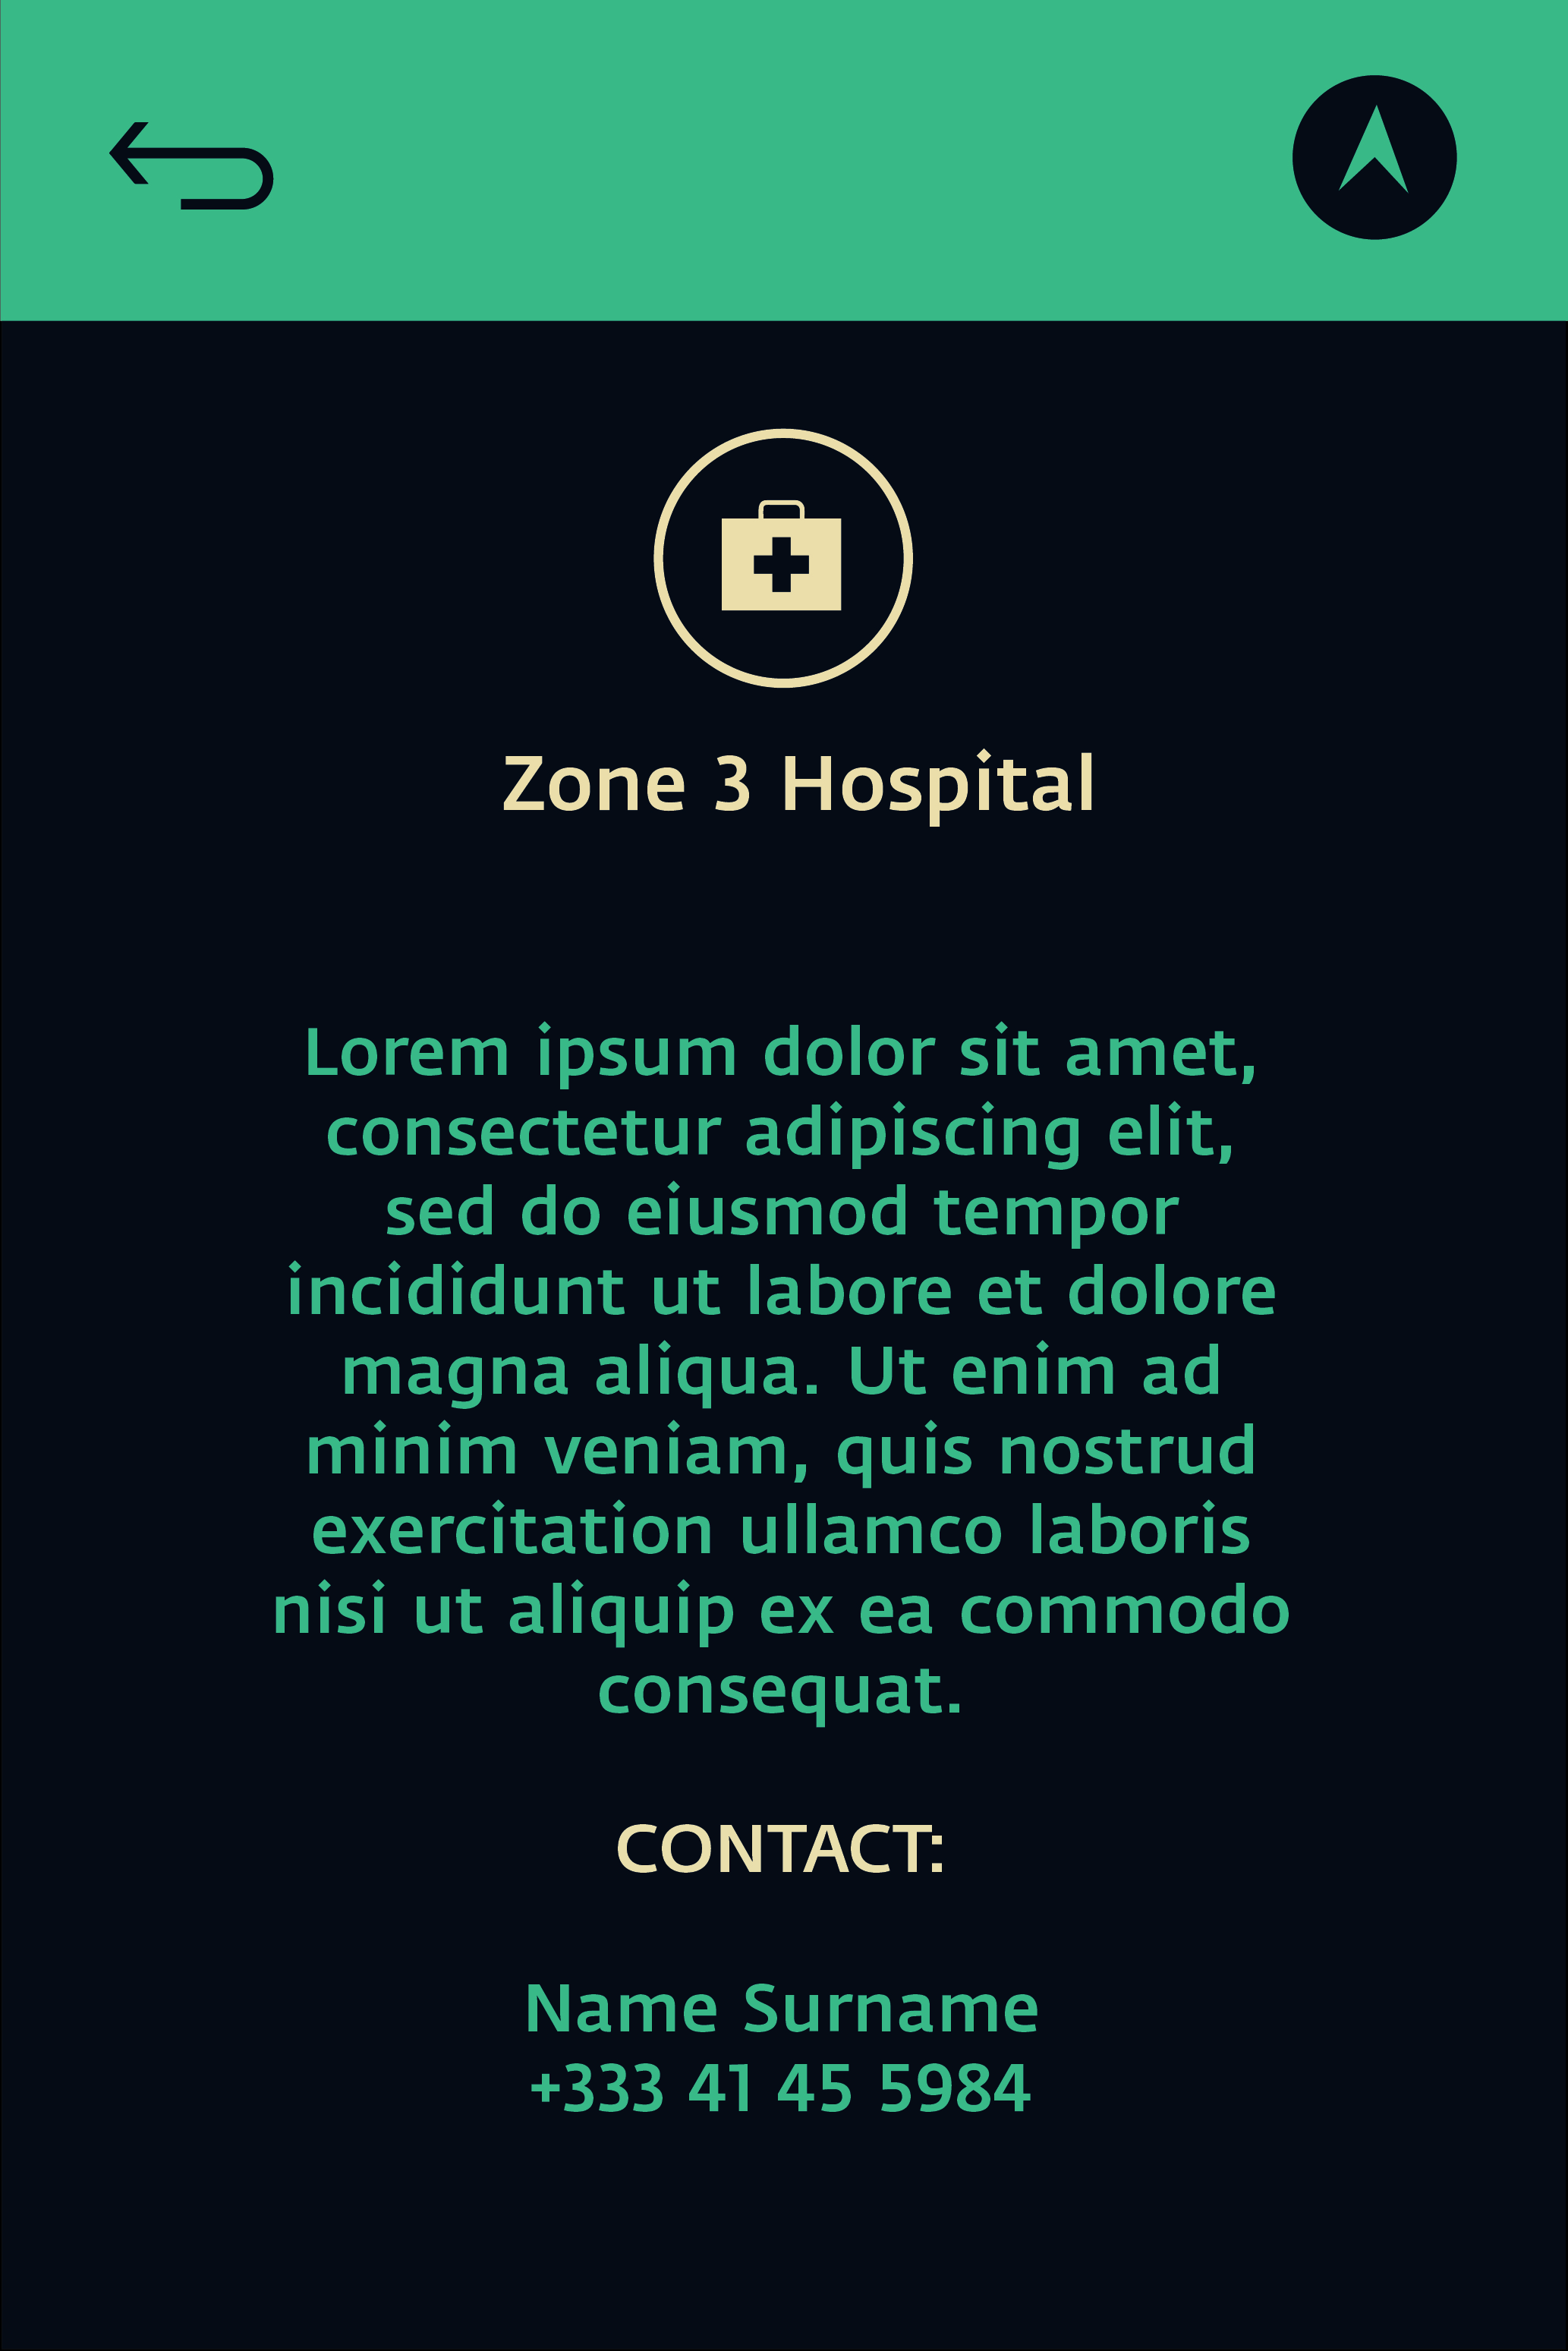 Zone 3 Hospital
Lorem ipsum dolor sit amet,
consectetur adipiscing elit,
sed do eiusmod tempor
incididunt ut labore et dolore
magna aliqua. Ut enim ad
minim veniam, quis nostrud
exercitation ullamco laboris
nisi ut aliquip ex ea commodo
consequat.
CONTACT:
Name Surname
+333 41 45 5984